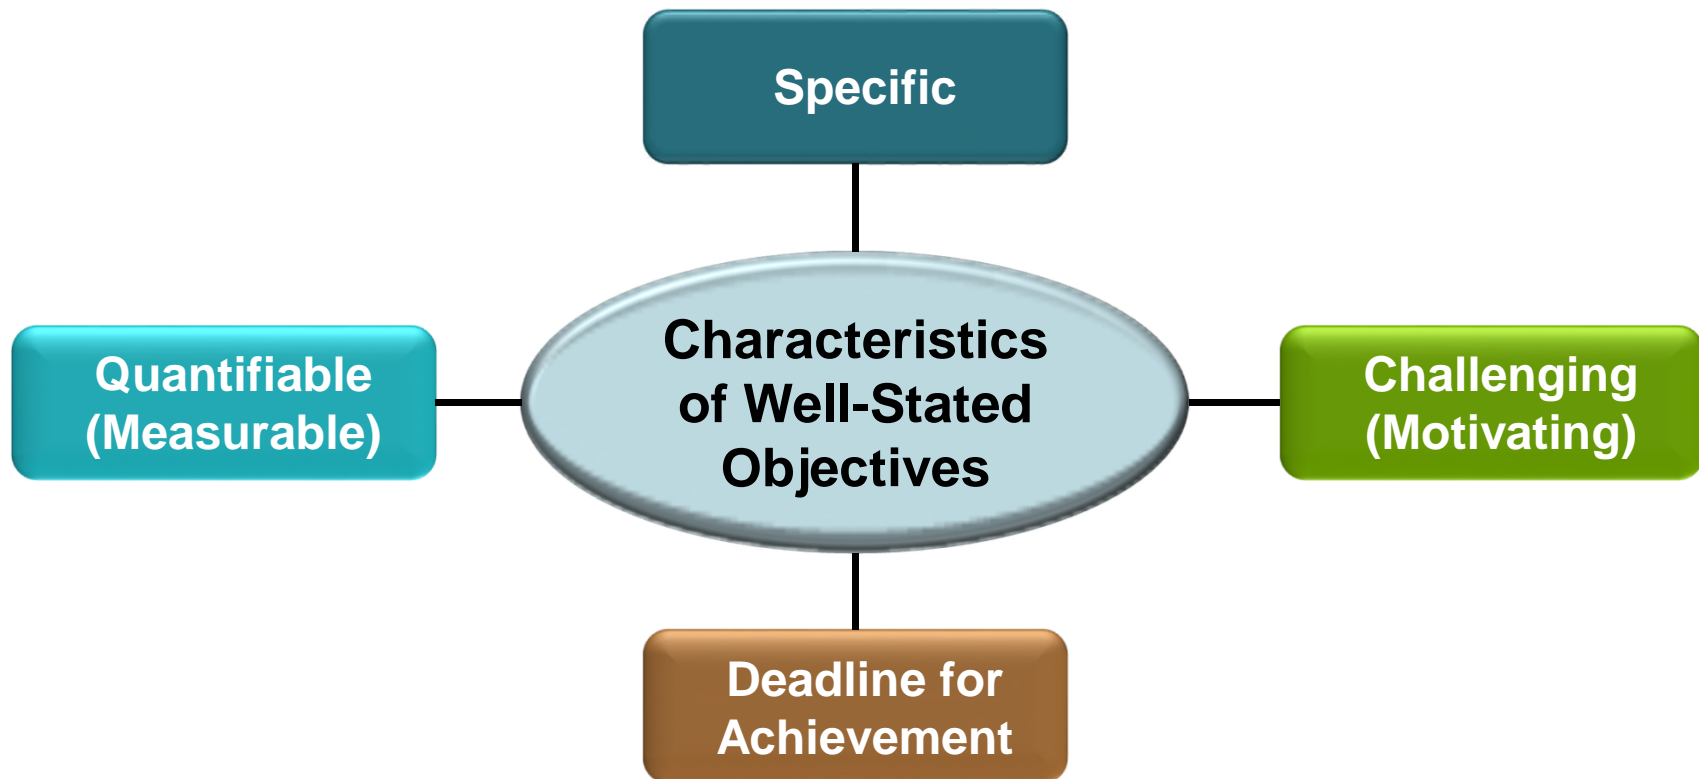 Specific
Quantifiable
(Measurable)
Characteristics
of Well-Stated
Objectives
Challenging
(Motivating)
Deadline for
Achievement